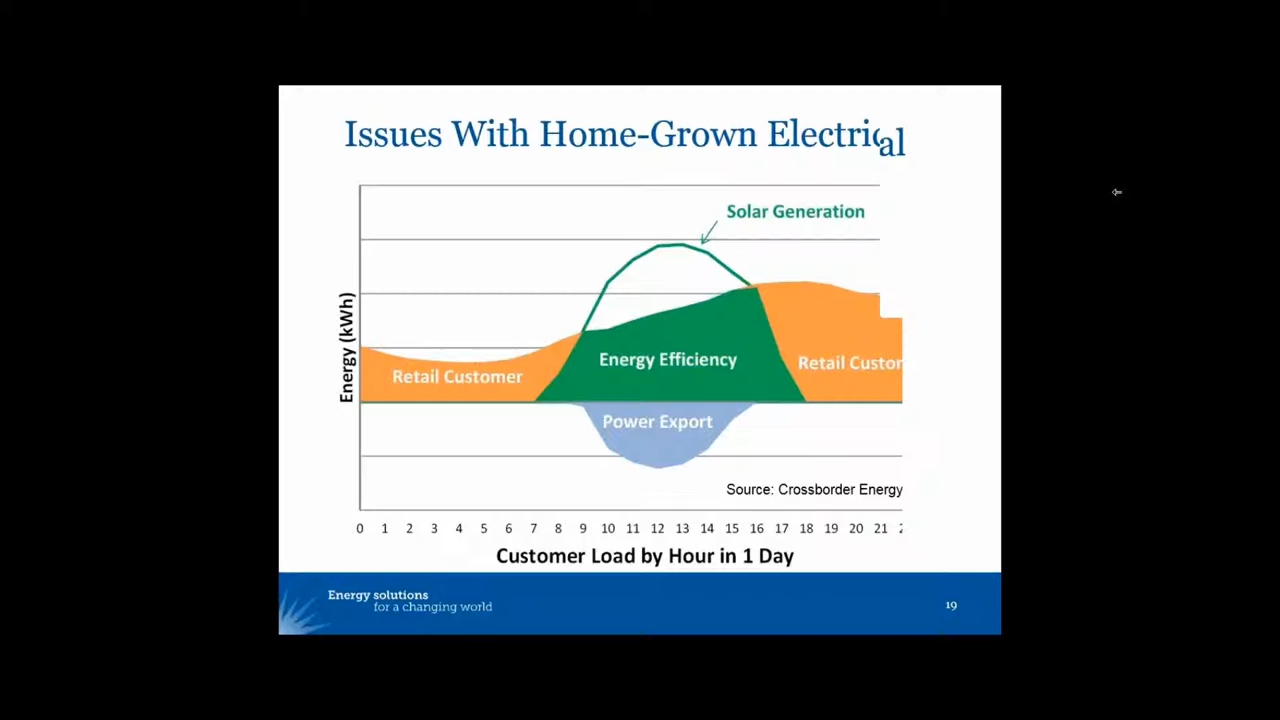 Issues With Home-Grown Electrical
Solar Generation
Energy (kWh)
Energy Efficiency
Retail Customer
Retail Custor
Power Export
Source: Crossborder Energy
0 1 2 3 4 5 6 7 8 9 10 11 12 13 14 15 16 17 18 19 20 21
Customer Load by Hour in 1 Day
Energy solutions
for a changing world
19